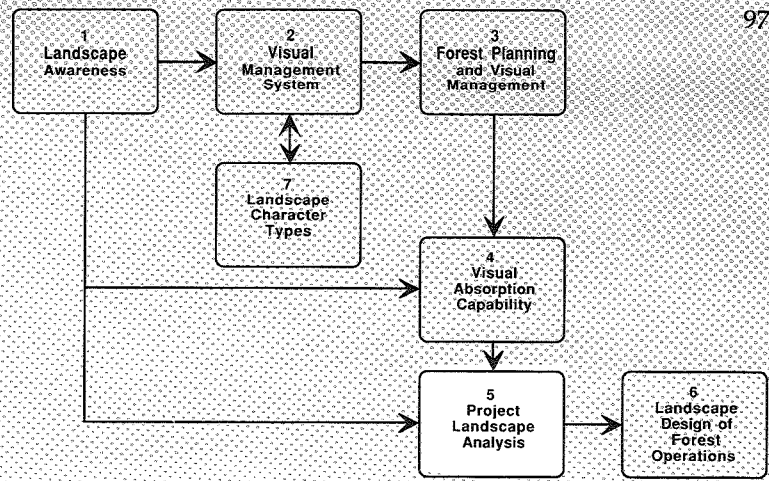 97
1
Landscape
Awareness
2
Visual
Management
System
3
Forest Planning
and Visual
Management
7
Landscape
Character
Types
4
Visual
Absorption
Capability
5
Project
Landscape
Analysis
6
Landscape
Design of
Forest
Operations